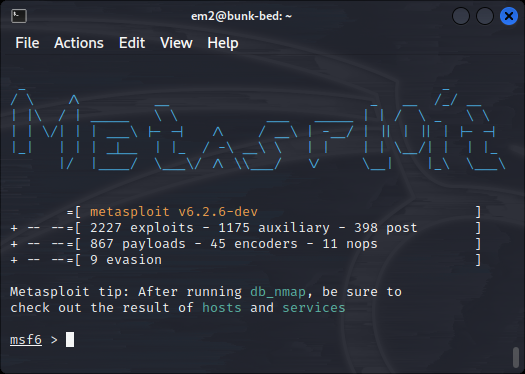 em2@bunk-bed: ~
File Actions Edit View Help
METASPLOIT
=[ metasploit v6.2.6-dev ]
+ -- --=[ 2227 exploits - 1175 auxiliary - 398 post ]
+ -- --=[ 867 payloads - 45 encoders - 11 nops ]
+ -- --=[ 9 evasion ]
Metasploit tip: After running db_nmap, be sure to
check out the result of hosts and services
msf6 >